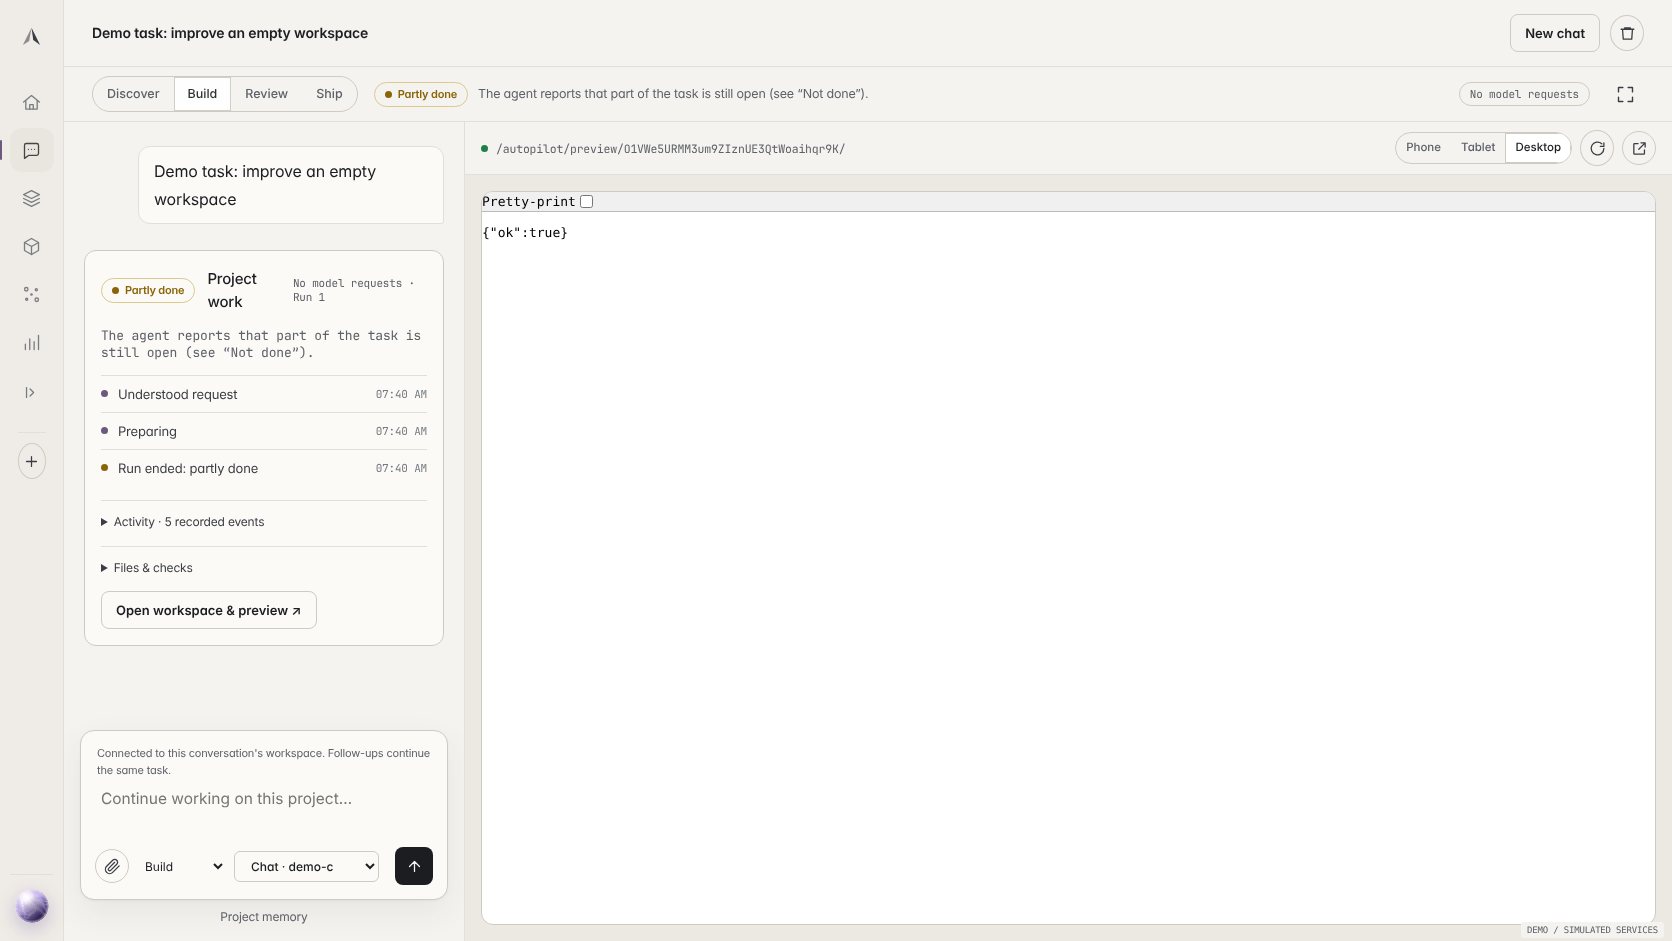 Demo task: improve an empty workspace
New chat
Discover
Build
Review
Ship
Partly done
The agent reports that part of the task is still open (see “Not done”).
No model requests
Demo task: improve an empty
workspace
Partly done
Project
work
No model requests ·
Run 1
The agent reports that part of the task is
still open (see “Not done”).
Understood request
07:40 AM
Preparing
07:40 AM
Run ended: partly done
07:40 AM
Activity · 5 recorded events
Files & checks
Open workspace & preview ↗
Connected to this conversation's workspace. Follow-ups continue
the same task.
Continue working on this project...
Build
Chat · demo-c
Project memory
/autopilot/preview/01VWe5URMM3um9ZIznUE3QtWoaihqr9K/
Phone
Tablet
Desktop
Pretty-print
{"ok":true}
DEMO / SIMULATED SERVICES